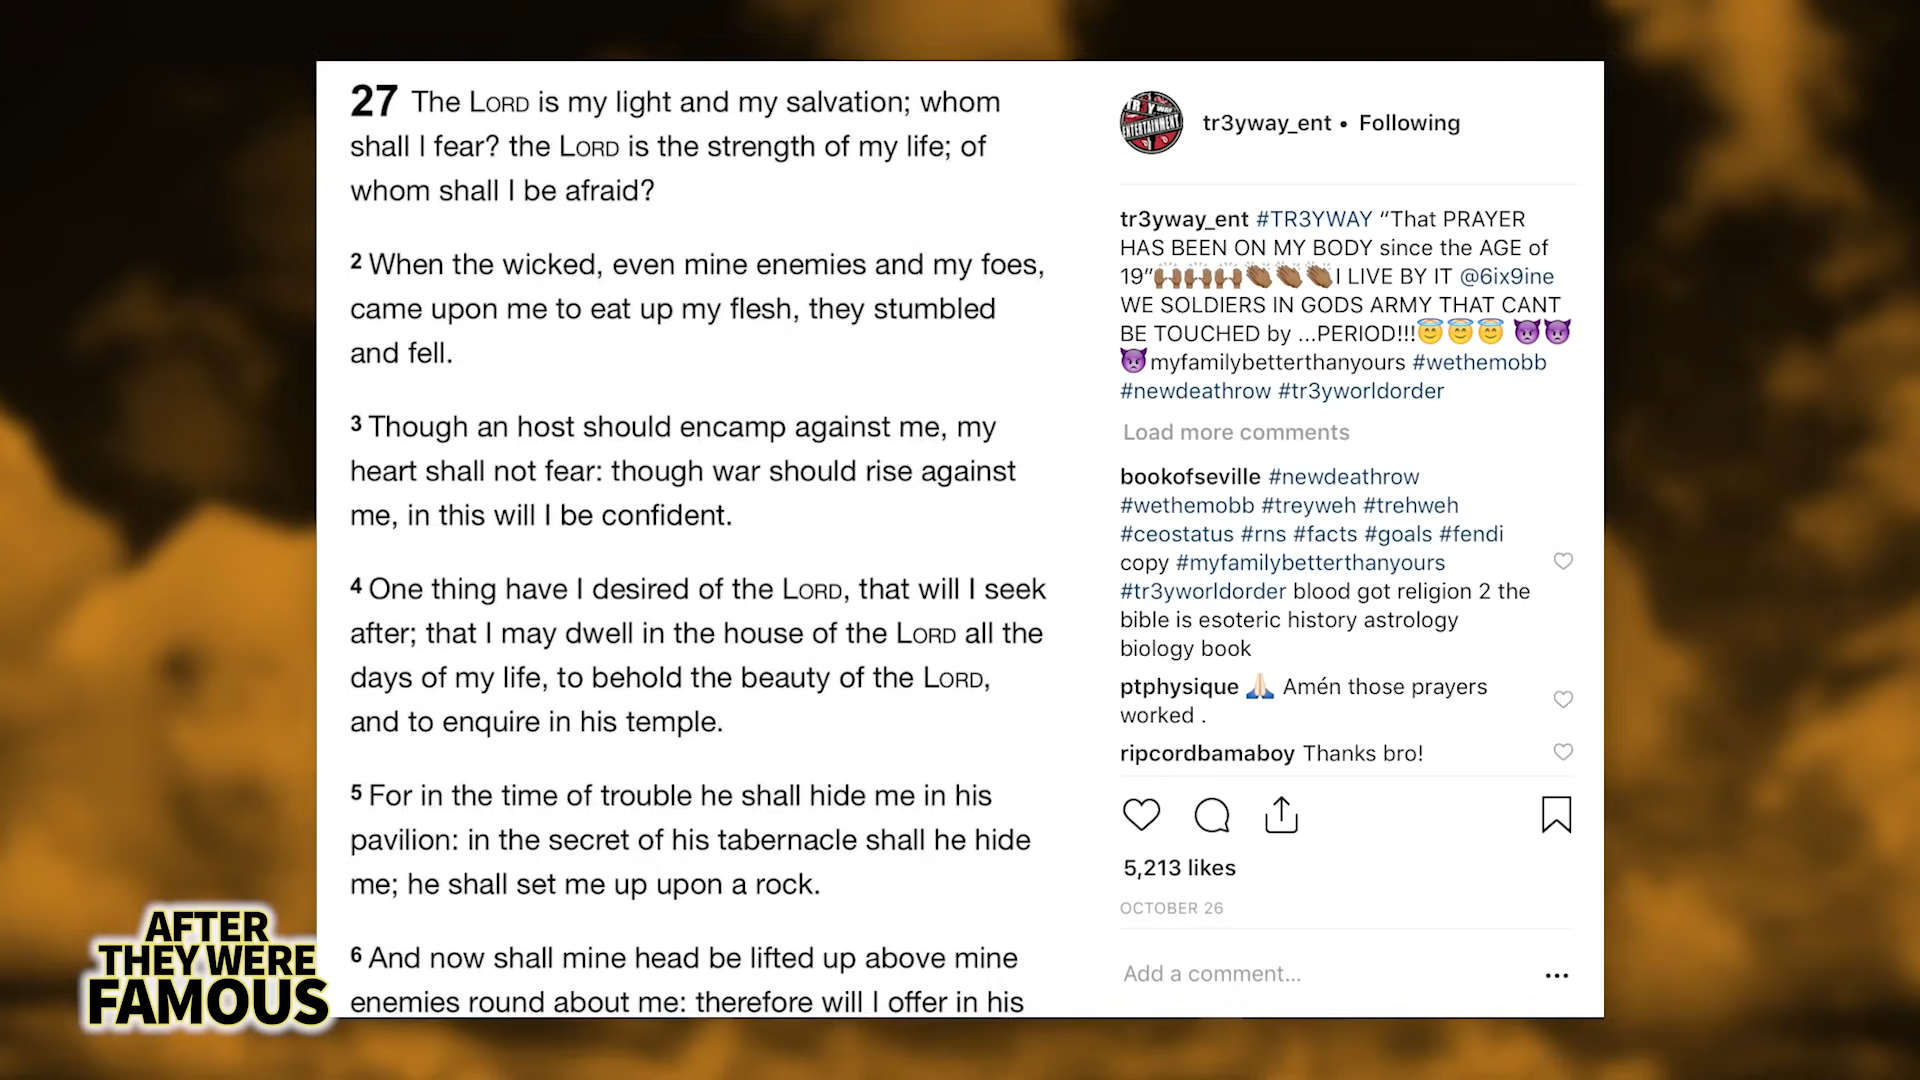 27 The LORD is my light and my salvation; whom
shall I fear? the LORD is the strength of my life; of
whom shall I be afraid?
2 When the wicked, even mine enemies and my foes,
came upon me to eat up my flesh, they stumbled
and fell.
3 Though an host should encamp against me, my
heart shall not fear: though war should rise against
me, in this will I be confident.
4 One thing have I desired of the LORD, that will I seek
after; that I may dwell in the house of the LORD all the
days of my life, to behold the beauty of the LORD,
and to enquire in his temple.
5 For in the time of trouble he shall hide me in his
pavilion: in the secret of his tabernacle shall he hide
me; he shall set me up upon a rock.
6 And now shall mine head be lifted up above mine
enemies round about me: therefore will I offer in his
TR3YWAY
ENTERTAINMENT
tr3yway_ent • Following
tr3yway_ent #TR3YWAY “That PRAYER
HAS BEEN ON MY BODY since the AGE of
19”🙌🏾🙌🏾🙌🏾👏🏾👏🏾👏🏾I LIVE BY IT @6ix9ine
WE SOLDIERS IN GODS ARMY THAT CANT
BE TOUCHED by ...PERIOD!!!😇😇😇 😈😈
😈myfamilybetterthanyours #wethemobb
#newdeathrow #tr3yworldorder
Load more comments
bookofseville #newdeathrow
#wethemobb #treyweh #trehweh
#ceostatus #rns #facts #goals #fendi
copy #myfamilybetterthanyours
#tr3yworldorder blood got religion 2 the
bible is esoteric history astrology
biology book
ptphysique 🙏🏻 Amén those prayers
worked .
ripcordbamaboy Thanks bro!
5,213 likes
OCTOBER 26
Add a comment...
AFTER
THEY WERE
FAMOUS